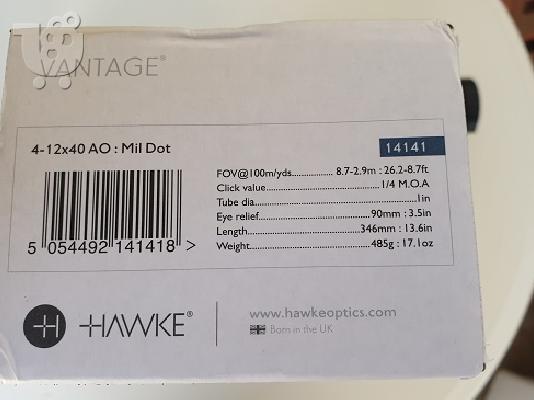 VANTAGE®
4-12x40 AO : Mil Dot
14141
FOV@100m/yds.................. 8.7-2.9m : 26.2-8.7ft
Click value.................................. 1/4 M.O.A
Tube dia................................................1in
Eye relief.................................90mm : 3.5in
Length................................346mm : 13.6in
Weight...................................485g : 17.1oz
5 054492 141418 >
HAWKE®
www.hawkeoptics.com
Born in the UK